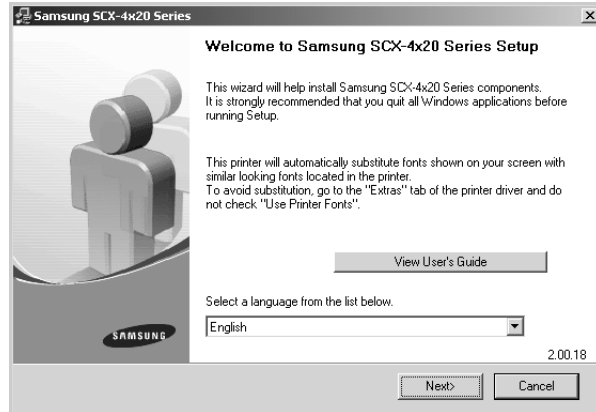 Samsung SCX-4x20 Series
Welcome to Samsung SCX-4x20 Series Setup
This wizard will help install Samsung SCX-4x20 Series components.
It is strongly recommended that you quit all Windows applications before
running Setup.
This printer will automatically substitute fonts shown on your screen with
similar looking fonts located in the printer.
To avoid substitution, go to the "Extras" tab of the printer driver and do
not check "Use Printer Fonts".
View User's Guide
Select a language from the list below.
English
SAMSUNG
2.00.18
Next>
Cancel